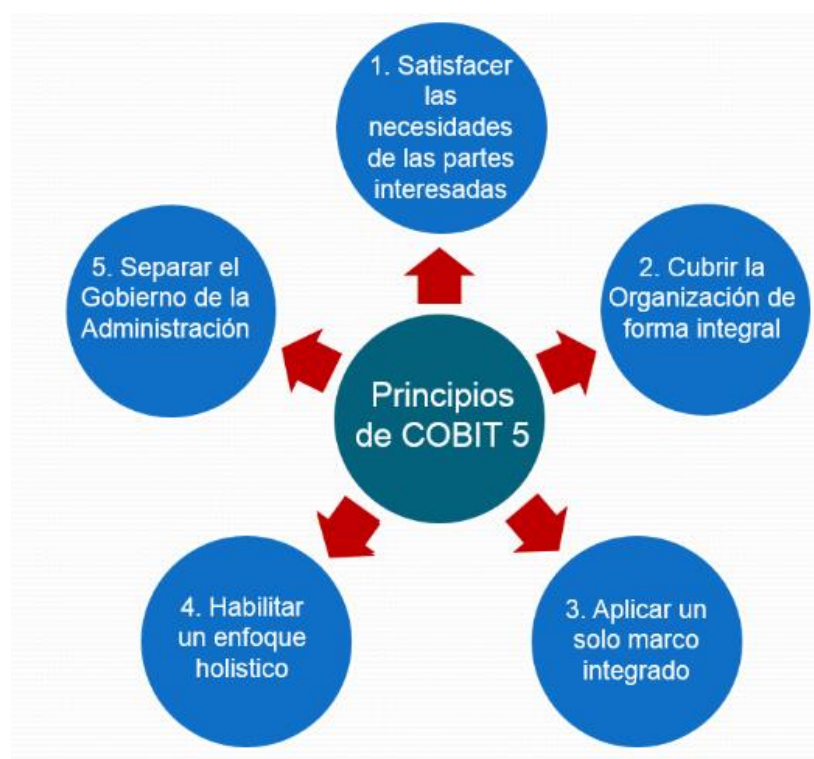 1. Satisfacer
las
necesidades
de las partes
interesadas
5. Separar el
Gobierno de la
Administración
2. Cubrir la
Organización de
forma integral
Principios
de COBIT 5
4. Habilitar
un enfoque
holistico
3. Aplicar un
solo marco
integrado